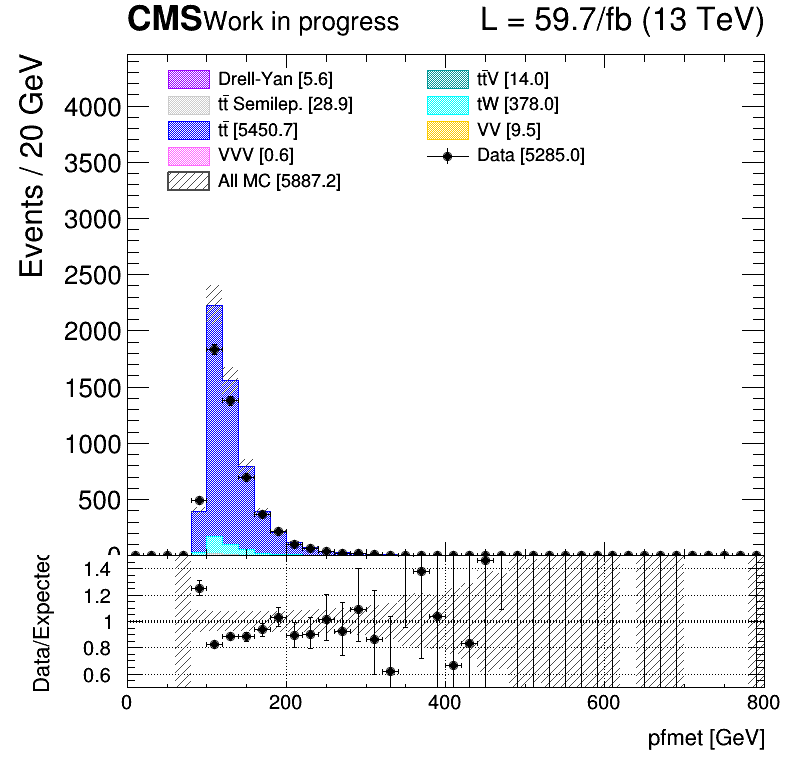 CMS Work in progress L = 59.7/fb (13 TeV)
Events / 20 GeV
Drell-Yan [5.6]
tt̄ Semilep. [28.9]
tt̄ [5450.7]
VVV [0.6]
All MC [5887.2]
tt̄V [14.0]
tW [378.0]
VV [9.5]
Data [5285.0]
4000
3500
3000
2500
2000
1500
1000
500
0
Data/Expected
1.4
1.2
1
0.8
0.6
0 200 400 600 800
pfmet [GeV]